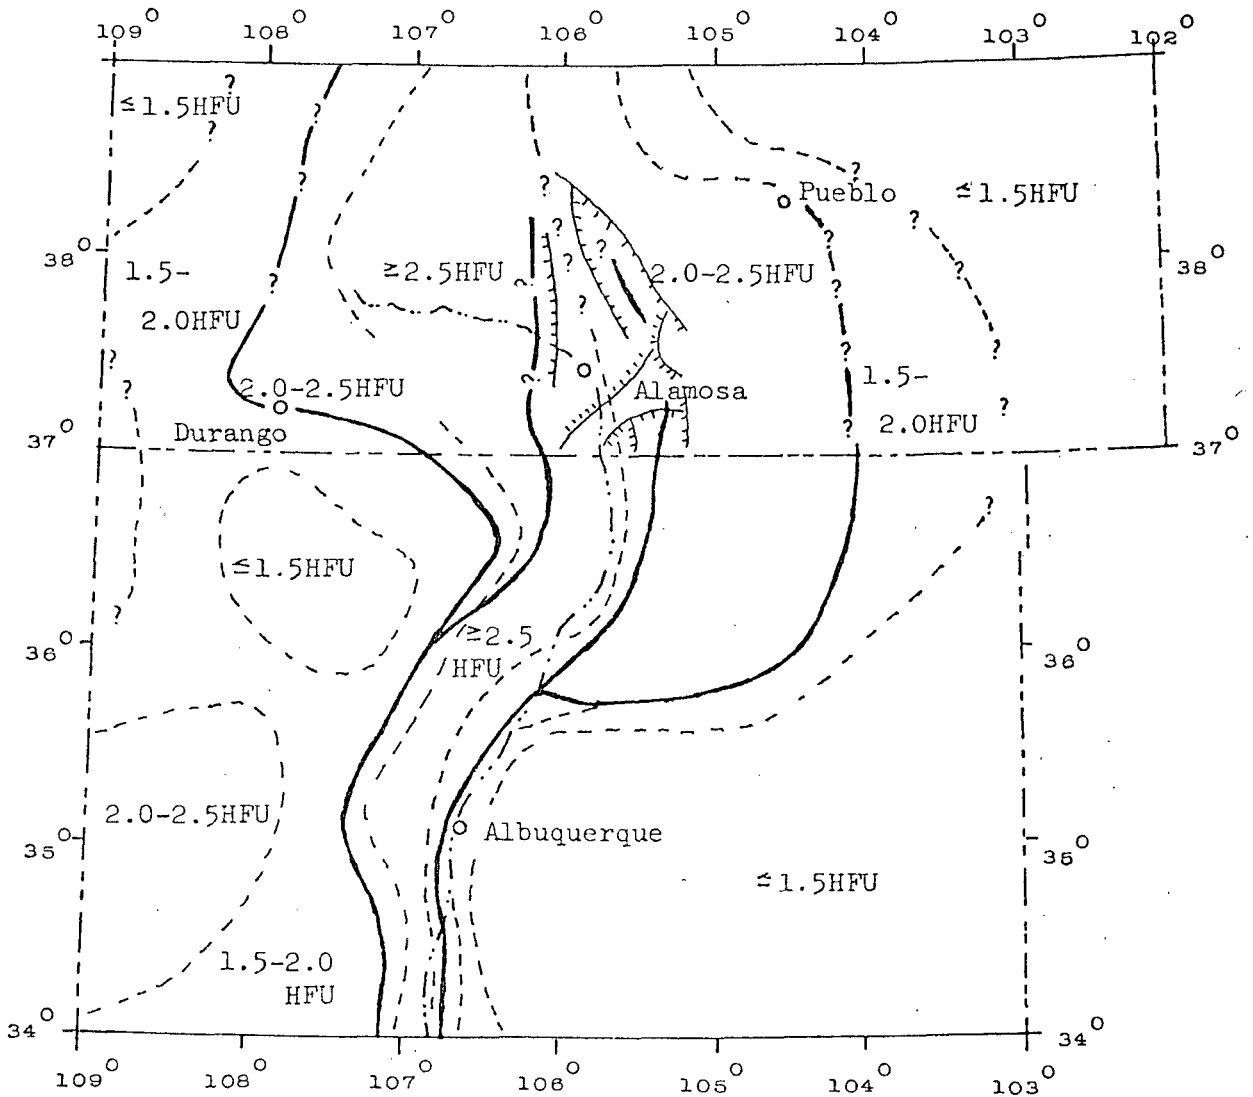 109° 108° 107° 106° 105° 104° 103° 102°
≤1.5HFU
?
?
?
?
?
?
Pueblo
≤1.5HFU
?
?
?
?
38°
1.5-
2.0HFU
?
≥2.5HFU
?
?
?
2.0-2.5HFU
?
?
38°
?
?
2.0-2.5HFU
?
Alamosa
?
1.5-
2.0HFU
?
?
?
37°
Durango
37°
?
≤1.5HFU
?
36°
≥2.5
HFU
36°
2.0-2.5HFU
35°
Albuquerque
35°
≤1.5HFU
1.5-2.0
HFU
34°
34°
109° 108° 107° 106° 105° 104° 103°